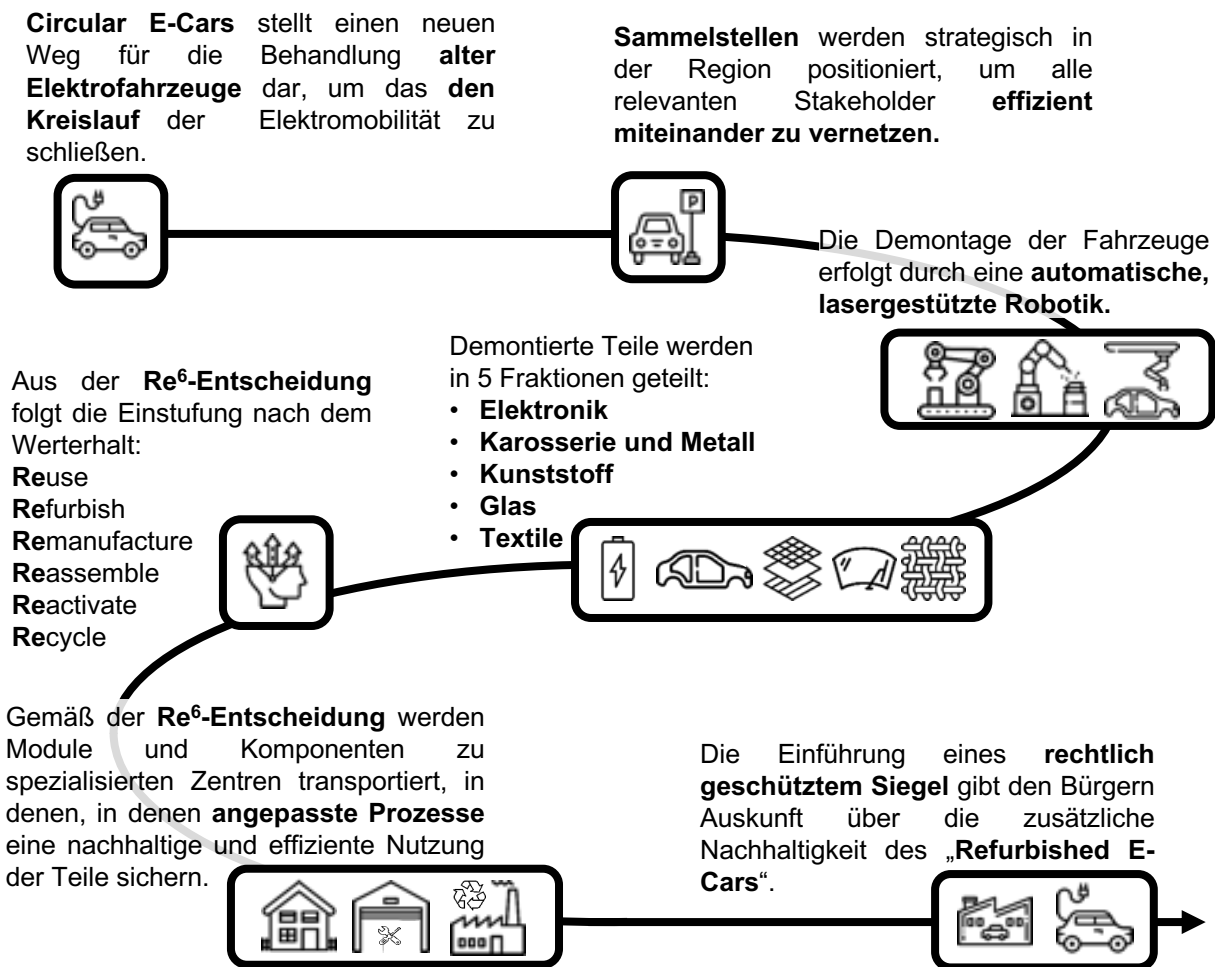 Circular E-Cars stellt einen neuen
Weg für die Behandlung alter
Elektrofahrzeuge dar, um das den
Kreislauf der Elektromobilität zu
schließen.
Sammelstellen werden strategisch in
der Region positioniert, um alle
relevanten Stakeholder effizient
miteinander zu vernetzen.
P
Die Demontage der Fahrzeuge
erfolgt durch eine automatische,
lasergestützte Robotik.
Demontierte Teile werden
in 5 Fraktionen geteilt:
• Elektronik
• Karosserie und Metall
• Kunststoff
• Glas
• Textile
Aus der Re⁶-Entscheidung
folgt die Einstufung nach dem
Werterhalt:
Reuse
Refurbish
Remanufacture
Reassemble
Reactivate
Recycle
Gemäß der Re⁶-Entscheidung werden
Module und Komponenten zu
spezialisierten Zentren transportiert, in
denen, in denen angepasste Prozesse
eine nachhaltige und effiziente Nutzung
der Teile sichern.
Die Einführung eines rechtlich
geschütztem Siegel gibt den Bürgern
Auskunft über die zusätzliche
Nachhaltigkeit des „Refurbished E-
Cars“.